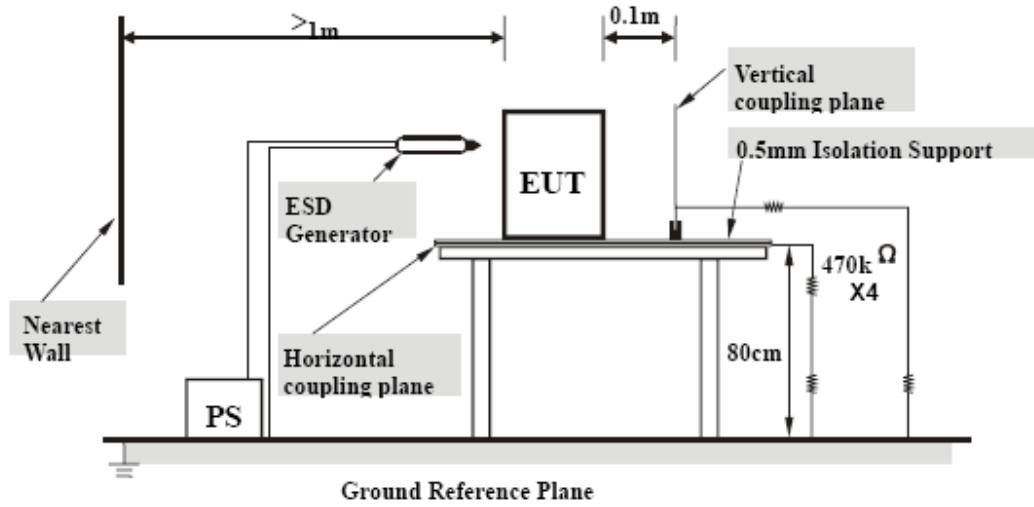 >1m
0.1m
Vertical
coupling plane
0.5mm Isolation Support
ESD
Generator
EUT
470k Ω
X4
Nearest
Wall
Horizontal
coupling plane
80cm
PS
Ground Reference Plane